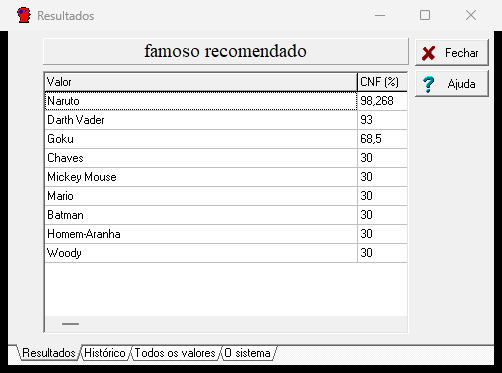 Resultados
famoso recomendado
Fechar
Ajuda
Valor CNF (%)
Naruto 98,268
Darth Vader 93
Goku 68,5
Chaves 30
Mickey Mouse 30
Mario 30
Batman 30
Homem-Aranha 30
Woody 30
Resultados Histórico Todos os valores O sistema